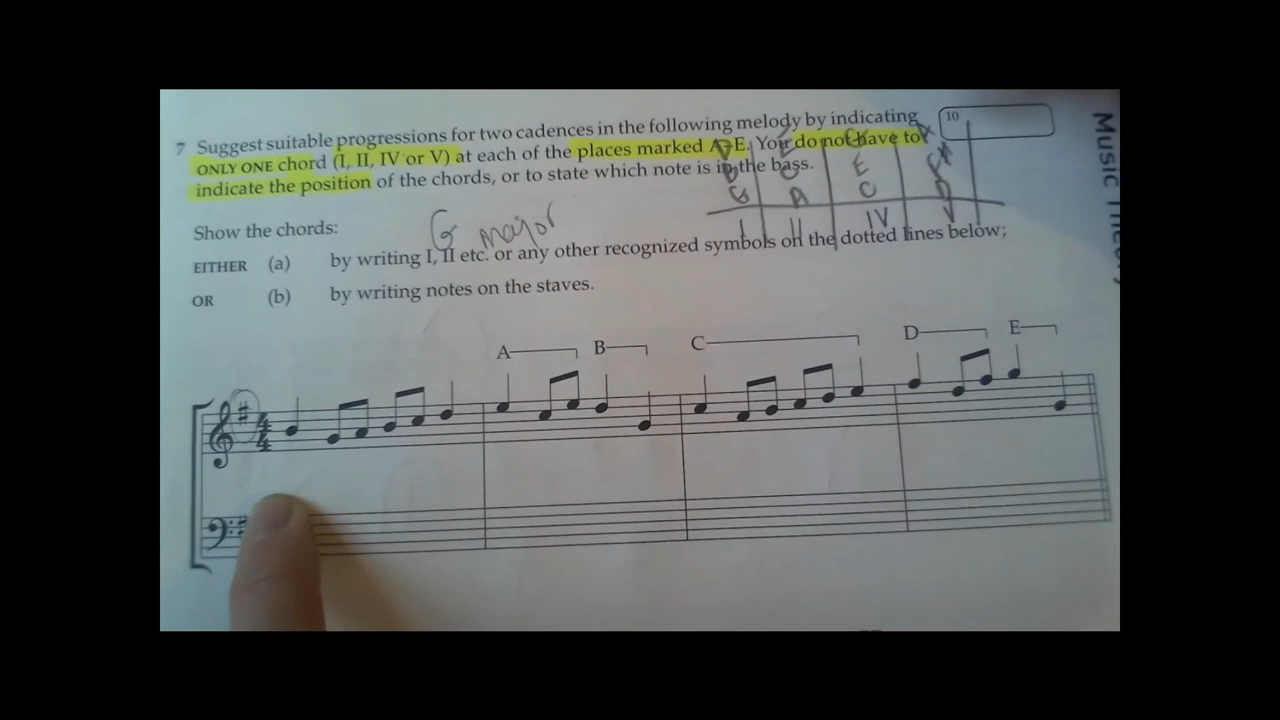 7 Suggest suitable progressions for two cadences in the following melody by indicating
ONLY ONE chord (I, II, IV or V) at each of the places marked A–E. You do not have to
indicate the position of the chords, or to state which note is in the bass.
10
Music Theory
D E G A
B C E F#
G A C D
I II IV V
Show the chords:
G major
EITHER (a) by writing I, II etc. or any other recognized symbols on the dotted lines below;
OR (b) by writing notes on the staves.
A B C D E
4
4